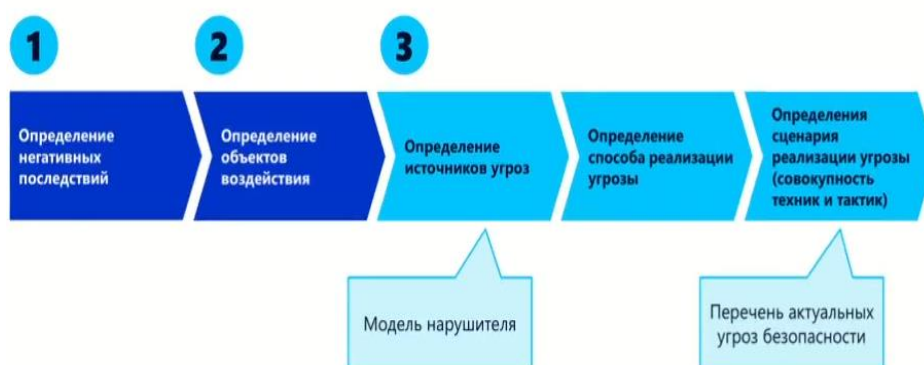 1
2
3
Определение
негативных
последствий
Определение
объектов
воздействия
Определение
источников угроз
Определение
способа реализации
угрозы
Определения
сценария
реализации угрозы
(совокупность
техник и тактик)
Модель нарушителя
Перечень актуальных
угроз безопасности